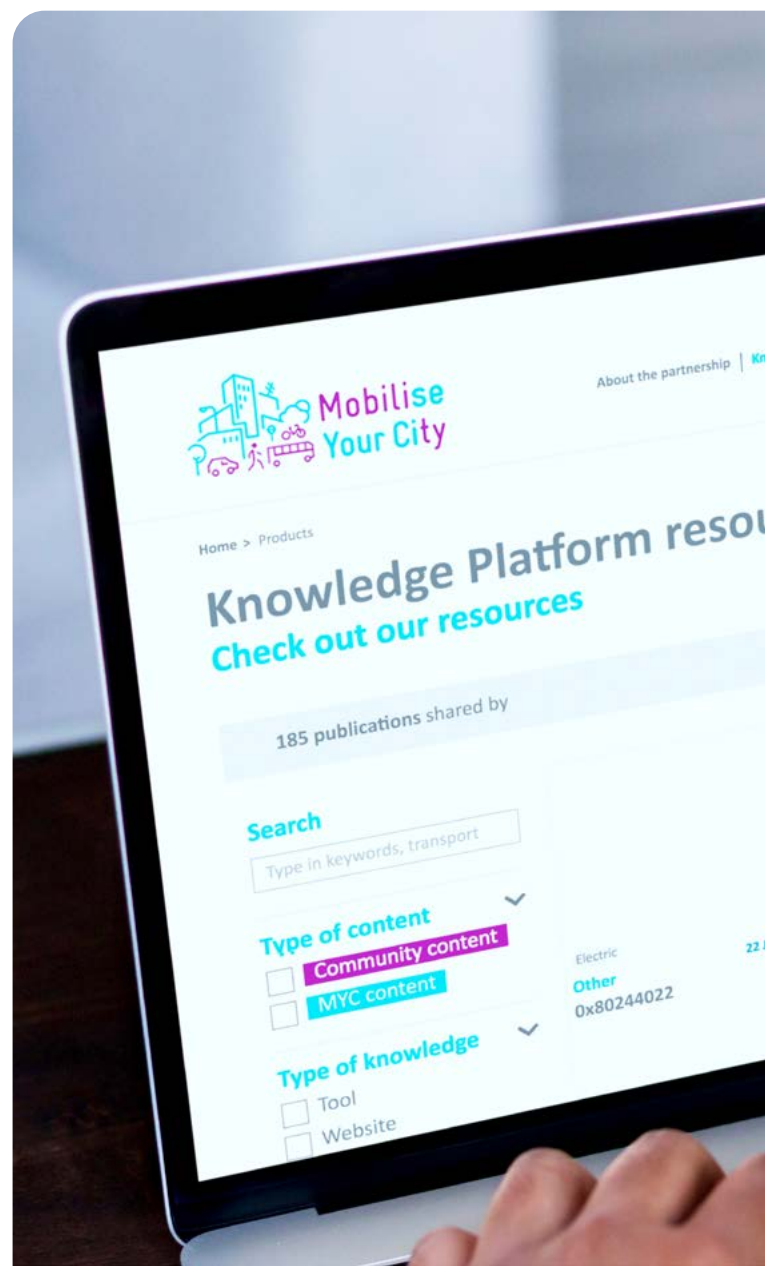 Mobilise
Your City
About the partnership |
Home > Products
Knowledge Platform
Check out our resources
185 publications shared by
Search
Type in keywords, transport
Type of content
Community content
MYC content
Electric
22
Other
0x80244022
Type of knowledge
Tool
Website